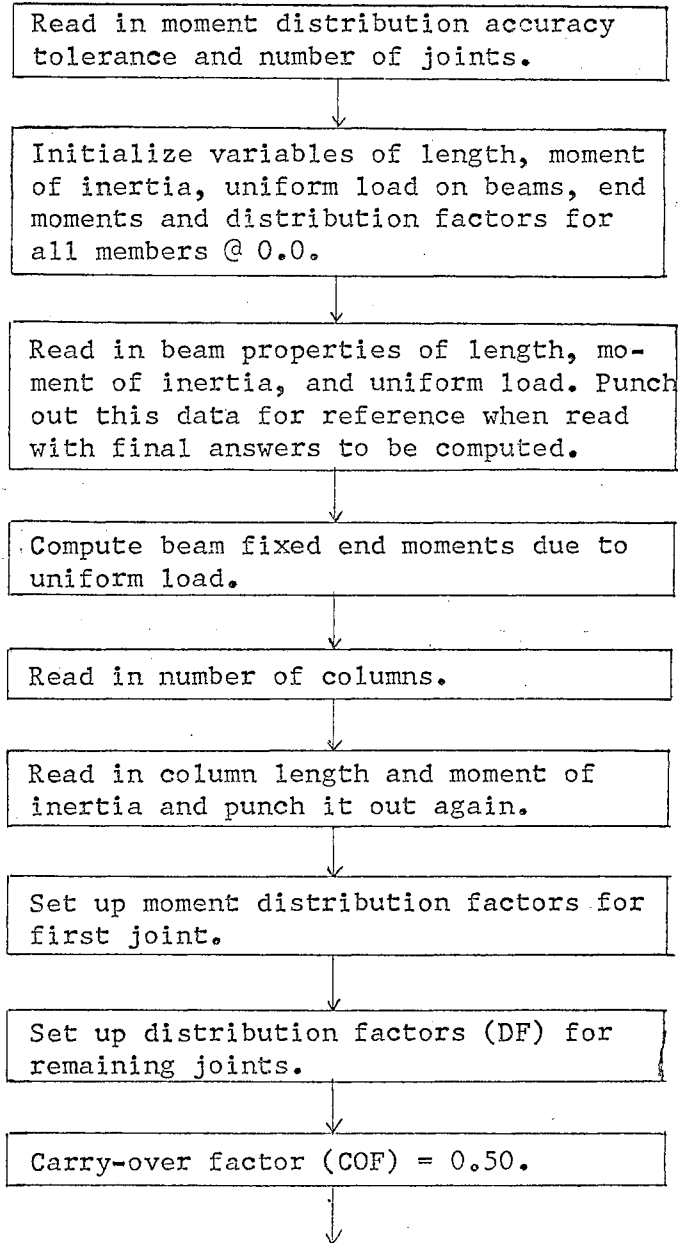 Read in moment distribution accuracy
tolerance and number of joints.
Initialize variables of length, moment
of inertia, uniform load on beams, end
moments and distribution factors for
all members @ 0.0.
Read in beam properties of length, mo-
ment of inertia, and uniform load. Punch
out this data for reference when read
with final answers to be computed.
Compute beam fixed end moments due to
uniform load.
Read in number of columns.
Read in column length and moment of
inertia and punch it out again.
Set up moment distribution factors for
first joint.
Set up distribution factors (DF) for
remaining joints.
Carry-over factor (COF) = 0.50.